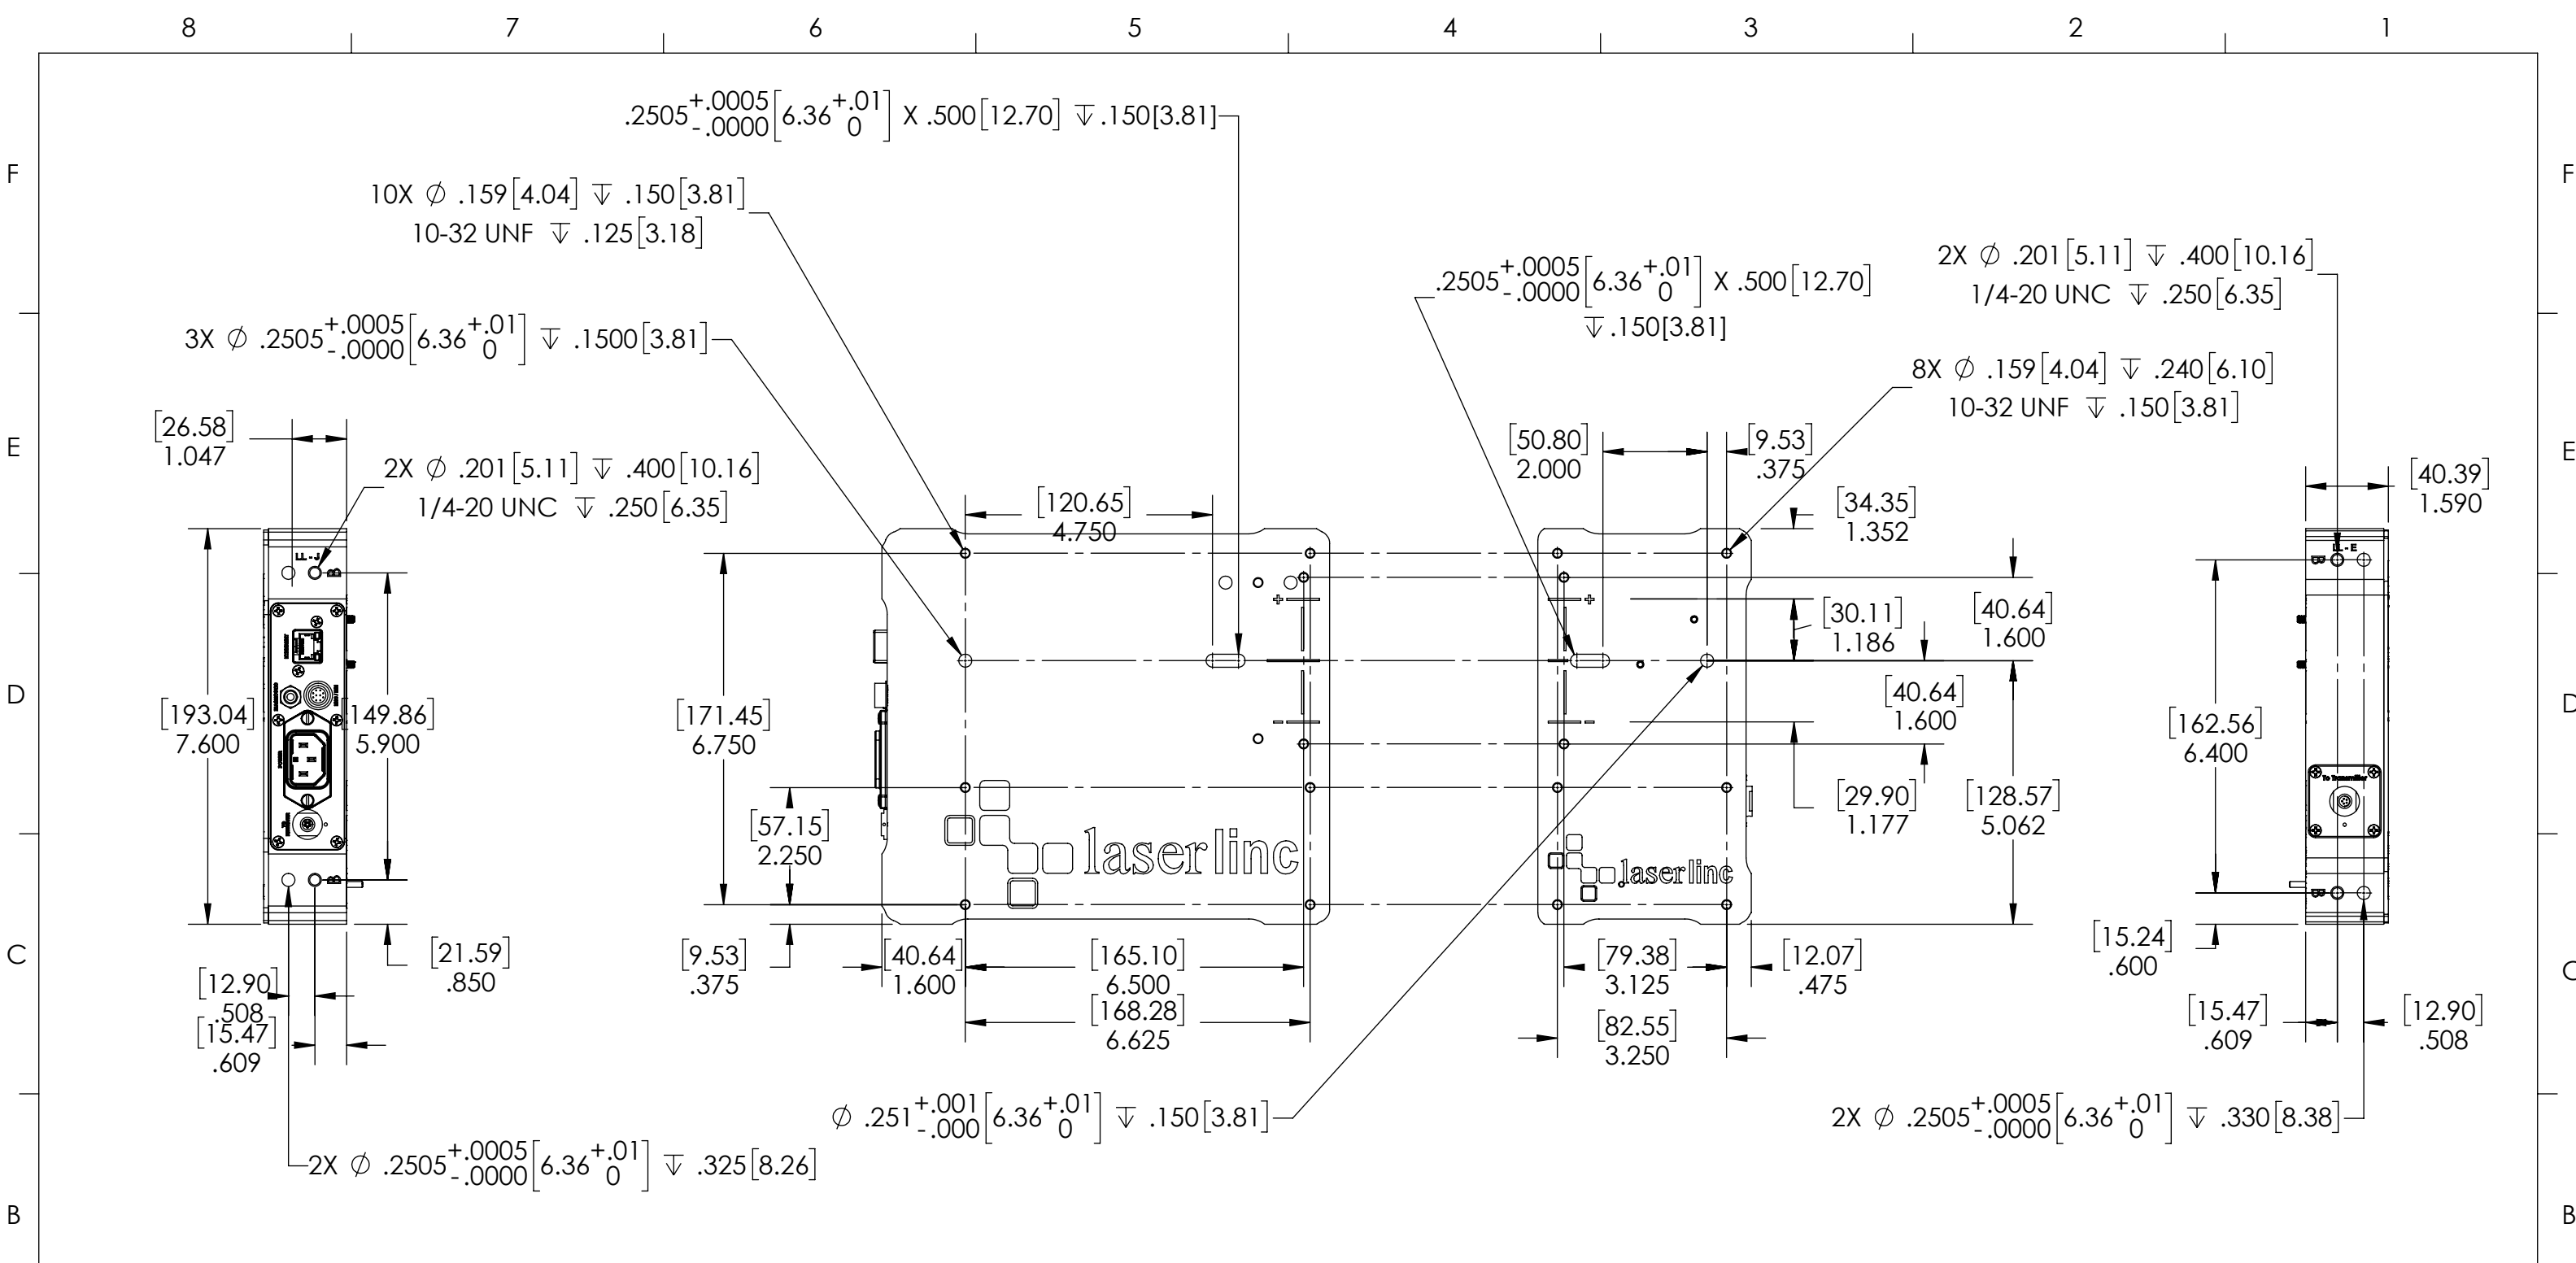 8 7 6 5 4 3 2 1
.2505 +.0005 -.0000 [6.36 +.01 0] X .500[12.70] ↧ .150[3.81]
F F
10X ∅ .159[4.04] ↧ .150[3.81]
10-32 UNF ↧ .125[3.18]
3X ∅ .2505 +.0005 -.0000 [6.36 +.01 0] ↧ .1500[3.81]
.2505 +.0005 -.0000 [6.36 +.01 0] X .500[12.70]
↧ .150[3.81]
2X ∅ .201[5.11] ↧ .400[10.16]
1/4-20 UNC ↧ .250[6.35]
8X ∅ .159[4.04] ↧ .240[6.10]
10-32 UNF ↧ .150[3.81]
E E
[26.58]
1.047
2X ∅ .201[5.11] ↧ .400[10.16]
1/4-20 UNC ↧ .250[6.35]
[120.65]
4.750
[50.80]
2.000
[9.53]
.375
[34.35]
1.352
[40.39]
1.590
LL-J
B
LL-E
B
+
+
[30.11]
1.186
[40.64]
1.600
D D
[193.04]
7.600
[149.86]
5.900
POWER
[171.45]
6.750
-
-
[40.64]
1.600
[162.56]
6.400
To Transmitter
[57.15]
2.250
[29.90]
1.177
[128.57]
5.062
laserlinc
laserlinc
B
B
C C
[12.90]
.508
[15.47]
.609
[21.59]
.850
[9.53]
.375
[40.64]
1.600
[165.10]
6.500
[168.28]
6.625
[79.38]
3.125
[82.55]
3.250
[12.07]
.475
[15.24]
.600
[15.47]
.609
[12.90]
.508
∅ .251 +.001 -.000 [6.36 +.01 0] ↧ .150[3.81]
2X ∅ .2505 +.0005 -.0000 [6.36 +.01 0] ↧ .330[8.38]
2X ∅ .2505 +.0005 -.0000 [6.36 +.01 0] ↧ .325[8.26]
B B